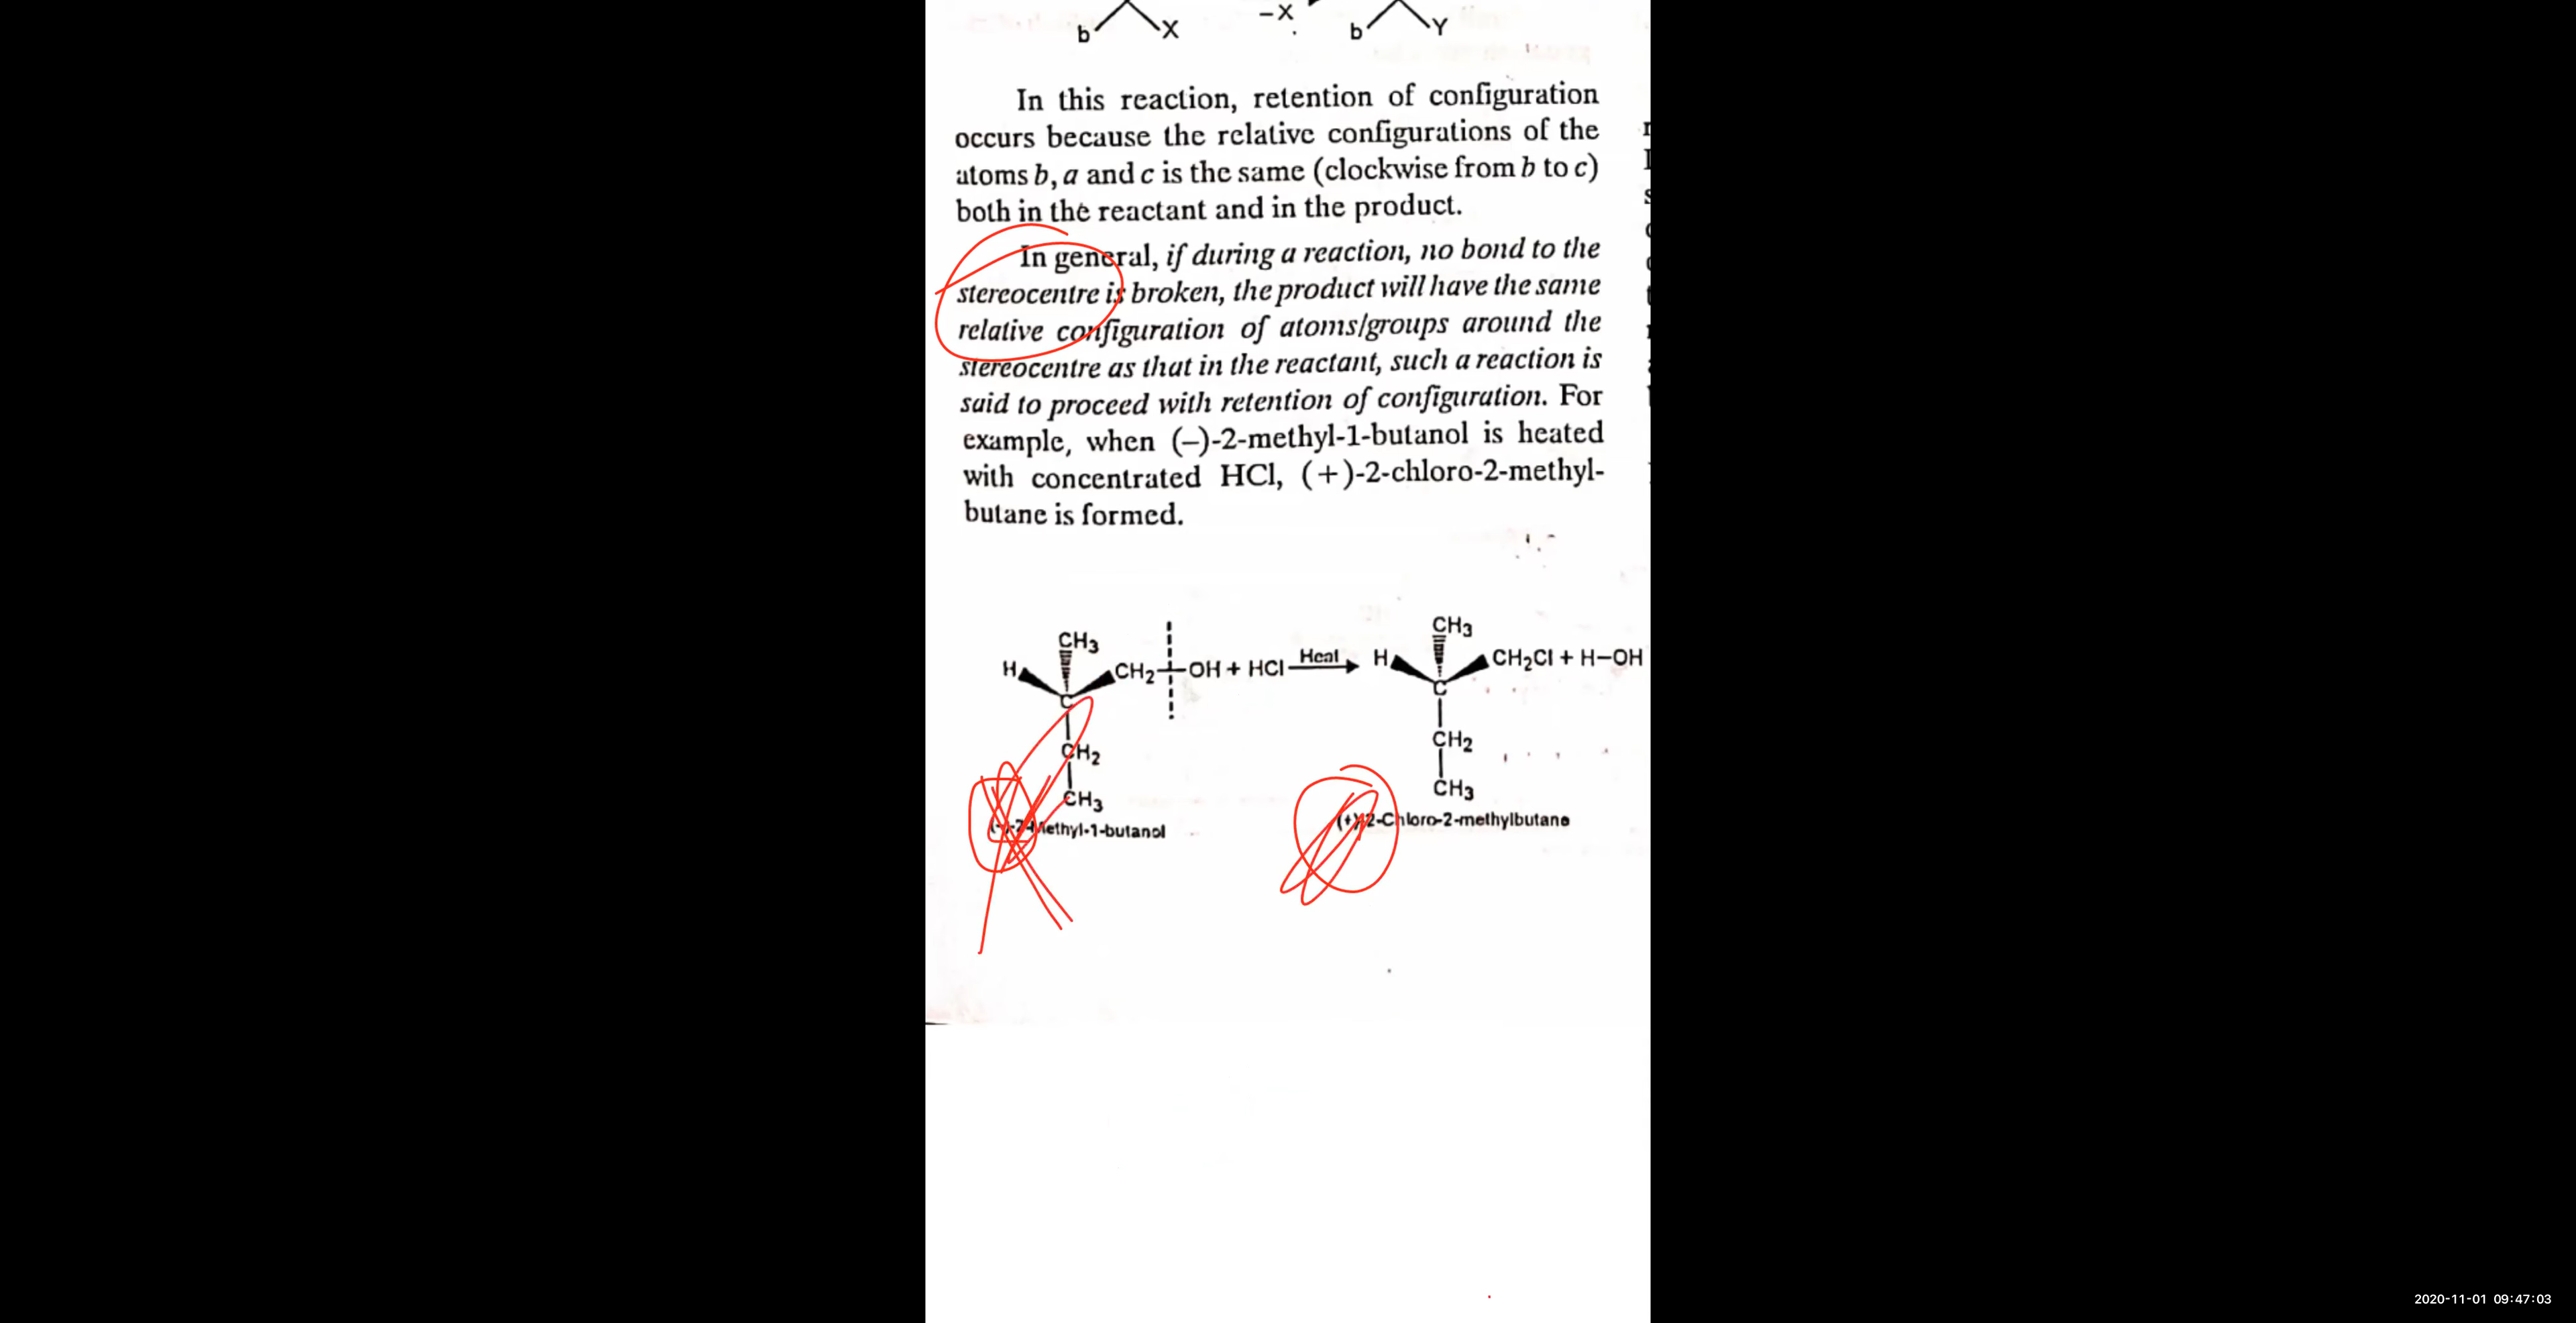 b X -X b Y
In this reaction, retention of configuration
occurs because the relative configurations of the
atoms b, a and c is the same (clockwise from b to c)
both in the reactant and in the product.
In general, if during a reaction, no bond to the
stereocentre is broken, the product will have the same
relative configuration of atoms/groups around the
stereocentre as that in the reactant, such a reaction is
said to proceed with retention of configuration. For
example, when (–)-2-methyl-1-butanol is heated
with concentrated HCl, (+)-2-chloro-2-methyl-
butane is formed.
CH3 CH3
H CH2 OH + HCl Heat H CH2Cl + H–OH
C C
CH2 CH2
CH3 CH3
(–)-2-Methyl-1-butanol (+)-2-Chloro-2-methylbutane
2020-11-01 09:47:03